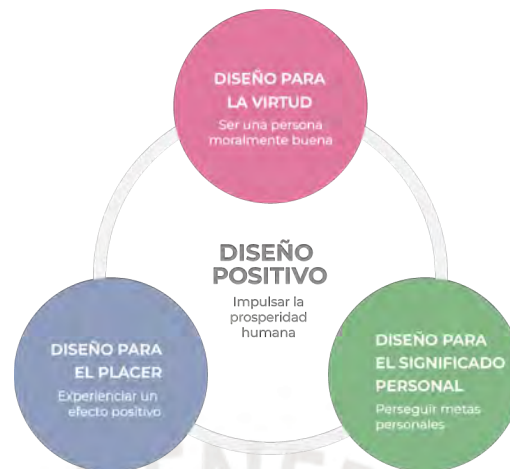 DISEÑO PARA
LA VIRTUD
Ser una persona
moralmente buena
DISEÑO
POSITIVO
Impulsar la
prosperidad
humana
DISEÑO PARA
EL PLACER
Experienciar un
efecto positivo
DISEÑO PARA
EL SIGNIFICADO
PERSONAL
Perseguir metas
personales